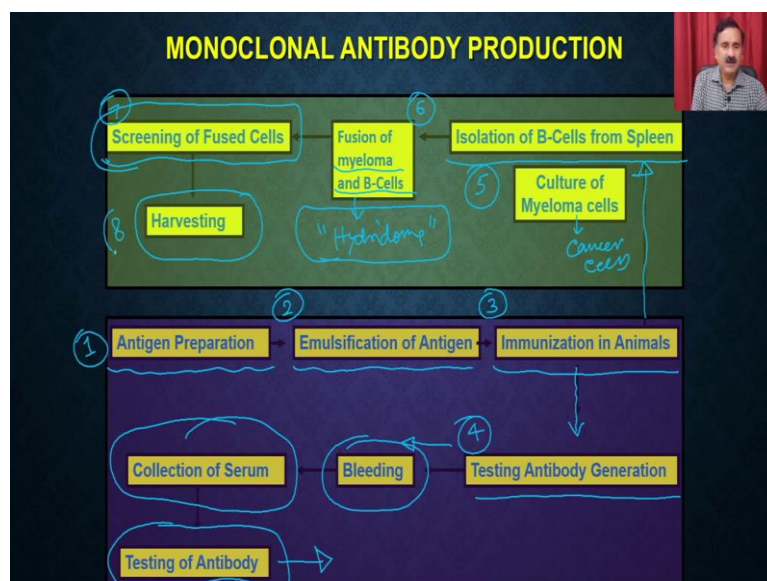 MONOCLONAL ANTIBODY PRODUCTION
7
6
Screening of Fused Cells
Fusion of
myeloma
and B-Cells
Isolation of B-Cells from Spleen
5
Culture of
Myeloma cells
8
Harvesting
"Hydridome"
Cancer
Cells
1
Antigen Preparation
2
Emulsification of Antigen
3
Immunization in Animals
4
Collection of Serum
Bleeding
Testing Antibody Generation
Testing of Antibody